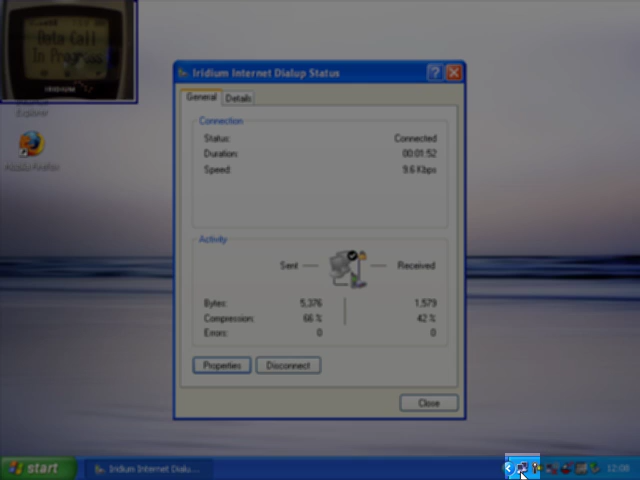 Data Call
In Progress
IRIDIUM
Explorer
Mozilla Firefox
Iridium Internet Dialup Status
General
Details
Connection
Status: Connected
Duration: 00:01:52
Speed: 9.6 Kbps
Activity
Sent
Received
Bytes: 5,376 1,579
Compression: 66 % 42 %
Errors: 0 0
Properties
Disconnect
Close
start
Iridium Internet Dialu...
12:08